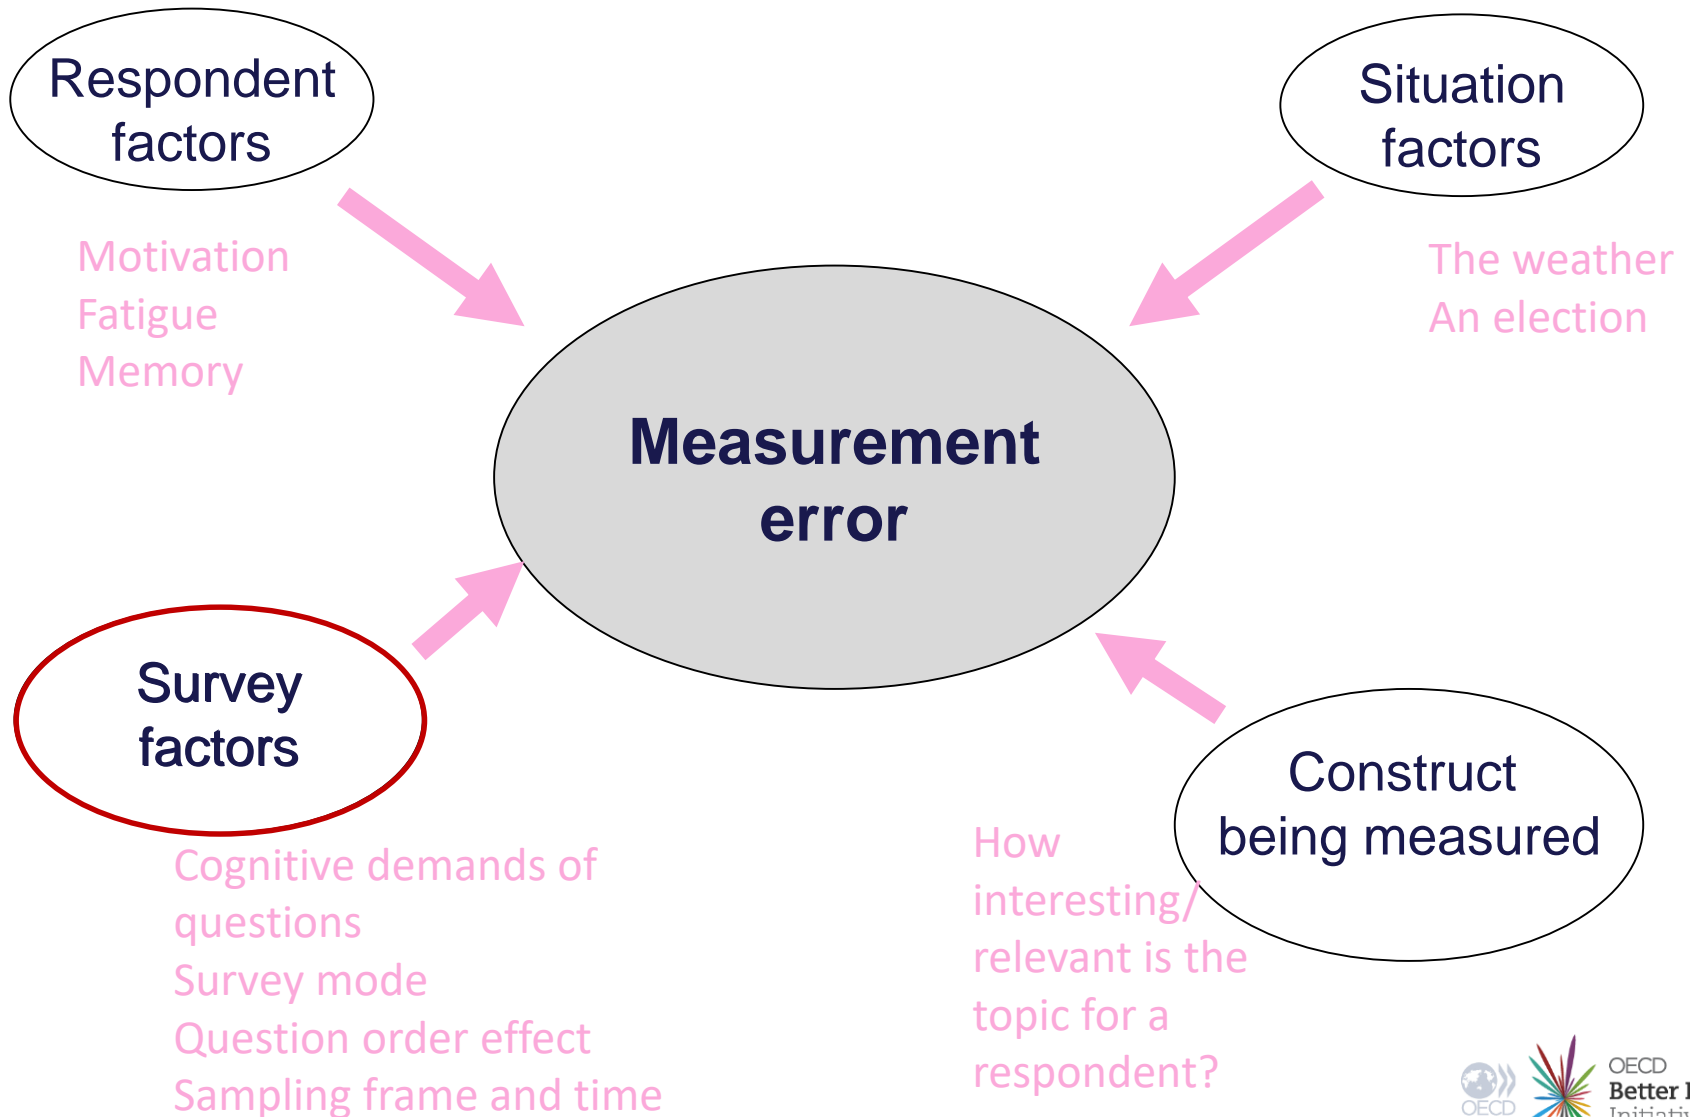 Respondent
factors
Situation
factors
Motivation
Fatigue
Memory
The weather
An election
Measurement
error
Survey
factors
Construct
being measured
Cognitive demands of
questions
Survey mode
Question order effect
Sampling frame and time
How
interesting/
relevant is the
topic for a
respondent?
OECD
OECD
Better